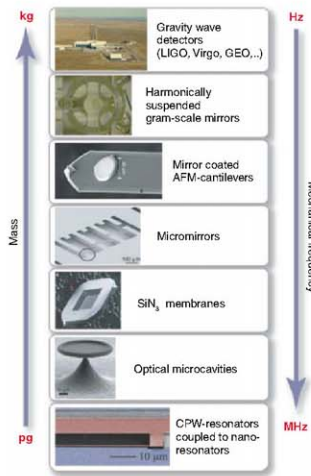 kg
Hz
Gravity wave
detectors
(LIGO, Virgo, GEO,..)
Harmonically
suspended
gram-scale mirrors
Mirror coated
AFM-cantilevers
Mass
Micromirrors
SiN₃ membranes
Optical microcavities
pg
MHz
CPW-resonators
coupled to nano-
resonators
10 µm